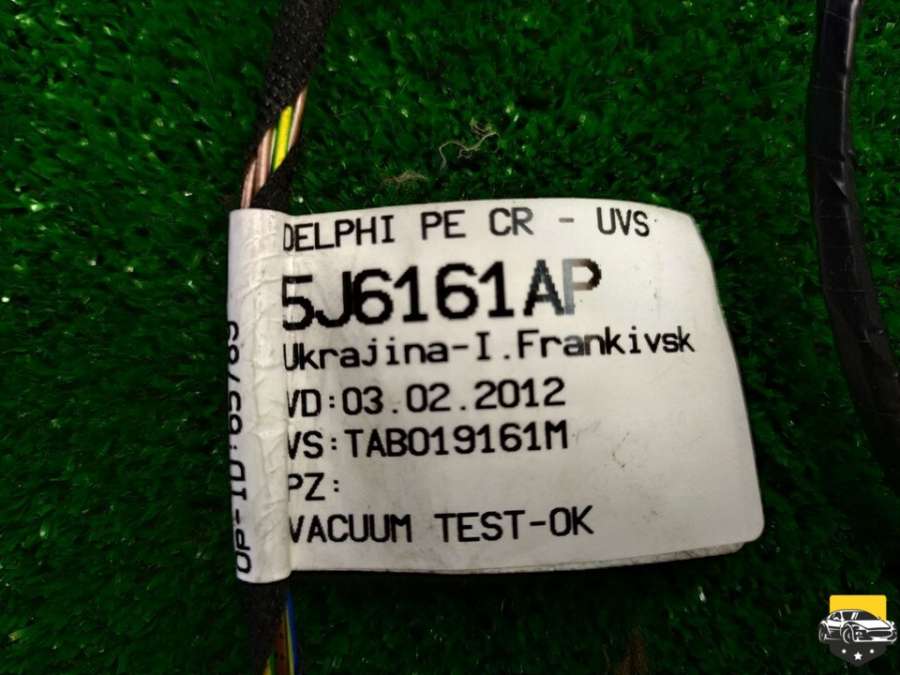 DELPHI PE CR - UVS
5J6161AP
Ukrajina-I.Frankivsk
VD:03.02.2012
VS:TAB019161M
PZ:
VACUUM TEST-OK